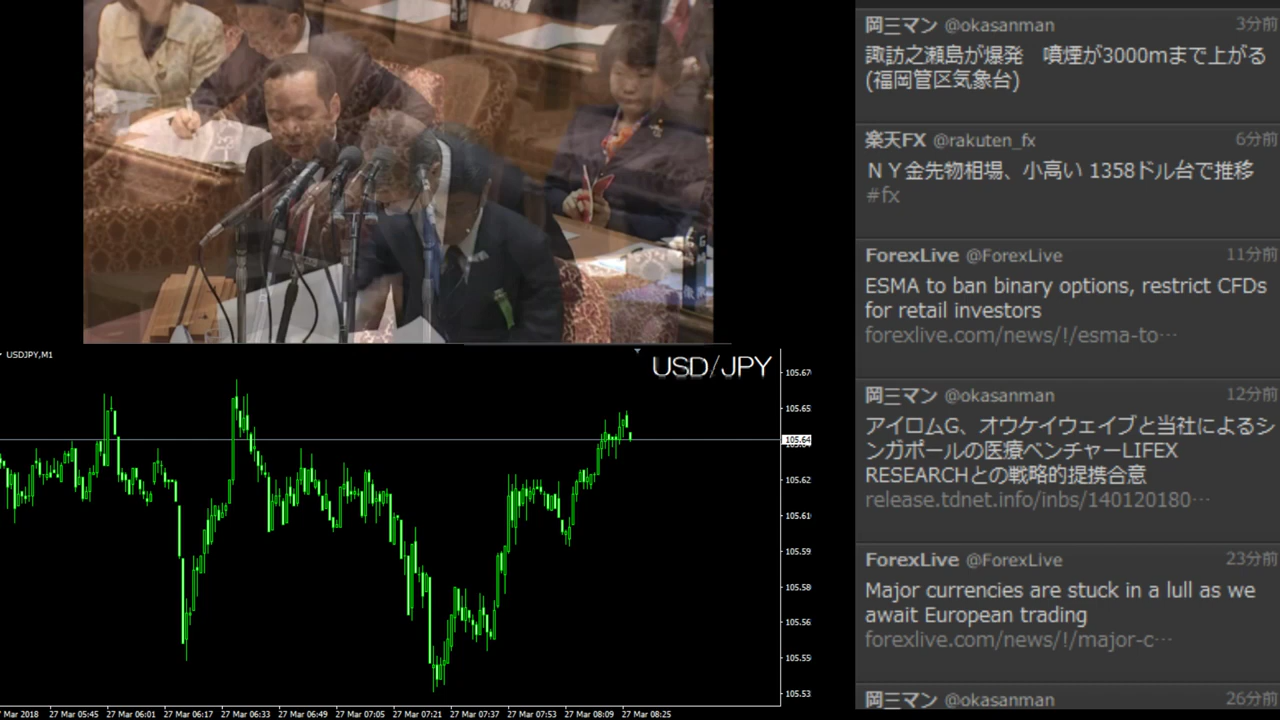 岡三マン @okasanman 3分前
諏訪之瀬島が爆発 噴煙が3000mまで上がる
(福岡管区気象台)
楽天FX @rakuten_fx 6分前
ＮＹ金先物相場、小高い 1358ドル台で推移
#fx
ForexLive @ForexLive 11分前
ESMA to ban binary options, restrict CFDs
for retail investors
forexlive.com/news/!/esma-to…
岡三マン @okasanman 12分前
アイロムG、オウケイウェイブと当社によるシ
ンガポールの医療ベンチャーLIFEX
RESEARCHとの戦略的提携合意
release.tdnet.info/inbs/140120180…
ForexLive @ForexLive 23分前
Major currencies are stuck in a lull as we
await European trading
forexlive.com/news/!/major-c…
岡三マン @okasanman 26分前
USDJPY,M1
USD/JPY
105.67
105.65
105.64
105.62
105.61
105.59
105.58
105.56
105.55
105.53
Mar 2018 27 Mar 05:45 27 Mar 06:01 27 Mar 06:17 27 Mar 06:33 27 Mar 06:49 27 Mar 07:05 27 Mar 07:21 27 Mar 07:37 27 Mar 07:53 27 Mar 08:09 27 Mar 08:25